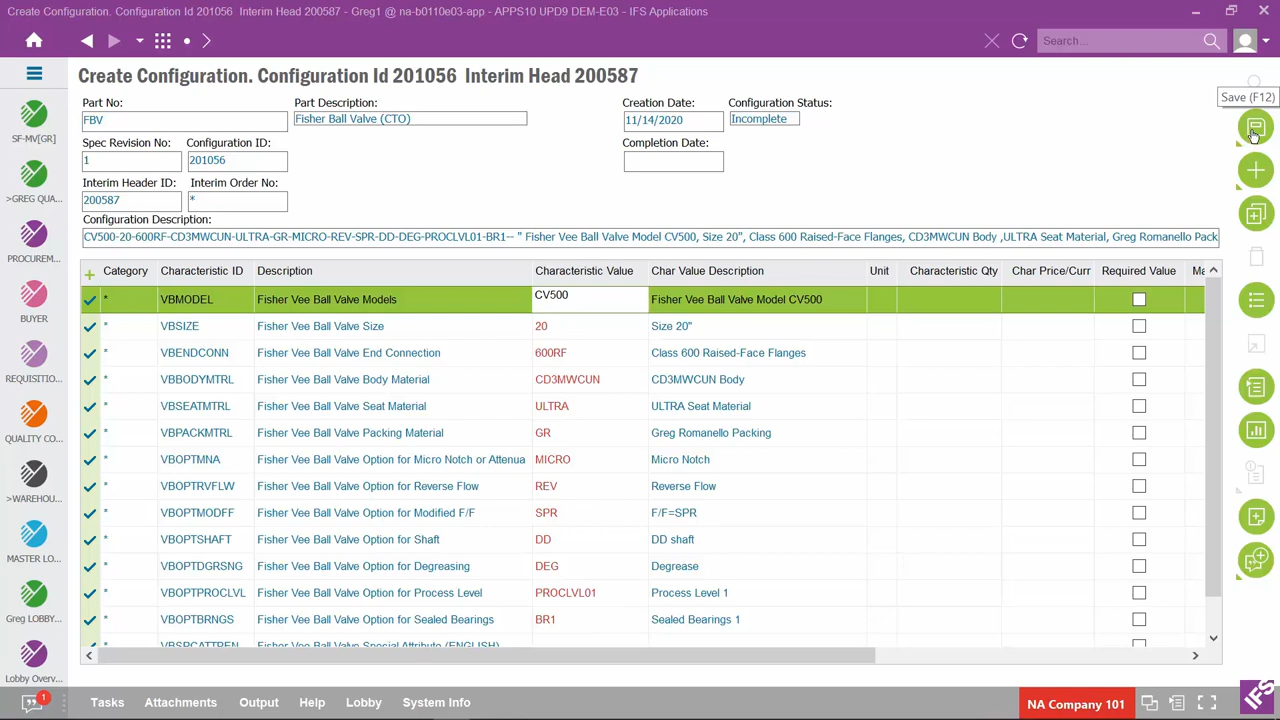 Create Configuration. Configuration Id 201056 Interim Head 200587 - Greg1 @ na-b0110e03-app - APPS10 UPD9 DEM-E03 - IFS Applications
Search...
Create Configuration. Configuration Id 201056 Interim Head 200587
Save (F12)
Part No: Part Description: Creation Date: Configuration Status:
FBV Fisher Ball Valve (CTO) 11/14/2020 Incomplete
Spec Revision No: Configuration ID: Completion Date:
1 201056
Interim Header ID: Interim Order No:
200587 *
Configuration Description:
CV500-20-600RF-CD3MWCUN-ULTRA-GR-MICRO-REV-SPR-DD-DEG-PROCLVL01-BR1-- " Fisher Vee Ball Valve Model CV500, Size 20", Class 600 Raised-Face Flanges, CD3MWCUN Body ,ULTRA Seat Material, Greg Romanello Pack
Category Characteristic ID Description Characteristic Value Char Value Description Unit Characteristic Qty Char Price/Curr Required Value Ma
* VBMODEL Fisher Vee Ball Valve Models CV500 Fisher Vee Ball Valve Model CV500
* VBSIZE Fisher Vee Ball Valve Size 20 Size 20"
* VBENDCONN Fisher Vee Ball Valve End Connection 600RF Class 600 Raised-Face Flanges
* VBBODYMTRL Fisher Vee Ball Valve Body Material CD3MWCUN CD3MWCUN Body
* VBSEATMTRL Fisher Vee Ball Valve Seat Material ULTRA ULTRA Seat Material
* VBPACKMTRL Fisher Vee Ball Valve Packing Material GR Greg Romanello Packing
* VBOPTMNA Fisher Vee Ball Valve Option for Micro Notch or Attenua MICRO Micro Notch
* VBOPTRVFLW Fisher Vee Ball Valve Option for Reverse Flow REV Reverse Flow
* VBOPTMODFF Fisher Vee Ball Valve Option for Modified F/F SPR F/F=SPR
* VBOPTSHAFT Fisher Vee Ball Valve Option for Shaft DD DD shaft
* VBOPTDGRSNG Fisher Vee Ball Valve Option for Degreasing DEG Degrease
* VBOPTPROCLVL Fisher Vee Ball Valve Option for Process Level PROCLVL01 Process Level 1
* VBOPTBRNGS Fisher Vee Ball Valve Option for Sealed Bearings BR1 Sealed Bearings 1
Fisher Vee Ball Valve Special Attribute (ENGLISH)
SF-MV[GR]
>GREG QUA...
PROCUREM...
BUYER
REQUISITIO...
QUALITY CO...
>WAREHOU...
MASTER LO...
Greg LOBBY...
Lobby Overv...
1
Tasks Attachments Output Help Lobby System Info
NA Company 101
IFS